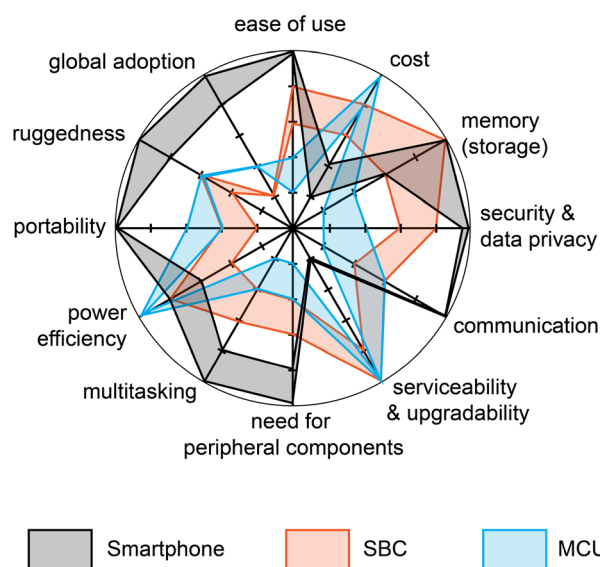 ease of use
global adoption
cost
ruggedness
memory
(storage)
portability
security &
data privacy
power
efficiency
communication
multitasking
serviceability
& upgradability
need for
peripheral components
Smartphone
SBC
MCU